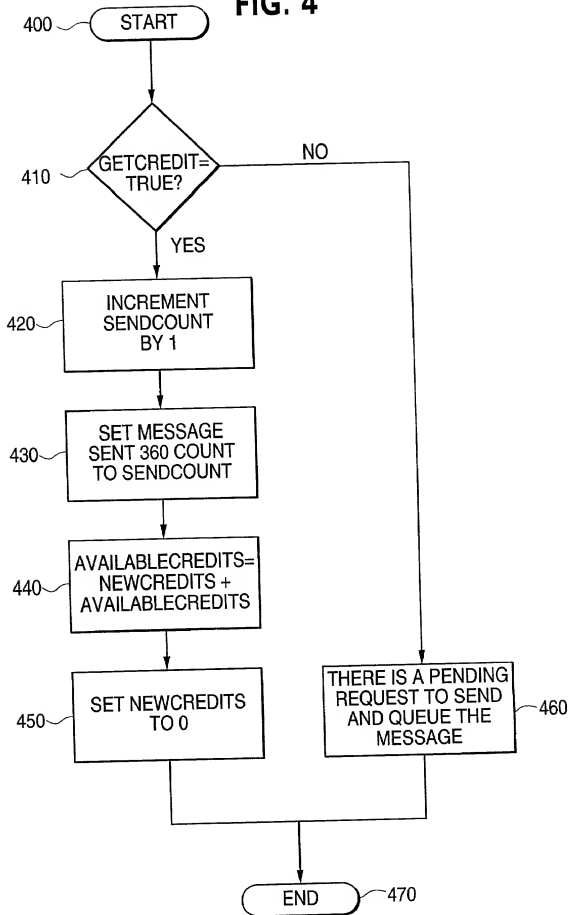 FIG. 4
400
START
410
GETCREDIT=
TRUE?
NO
YES
420
INCREMENT
SENDCOUNT
BY 1
430
SET MESSAGE
SENT 360 COUNT
TO SENDCOUNT
440
AVAILABLECREDITS=
NEWCREDITS +
AVAILABLECREDITS
450
SET NEWCREDITS
TO 0
THERE IS A PENDING
REQUEST TO SEND
AND QUEUE THE
MESSAGE
460
END
470